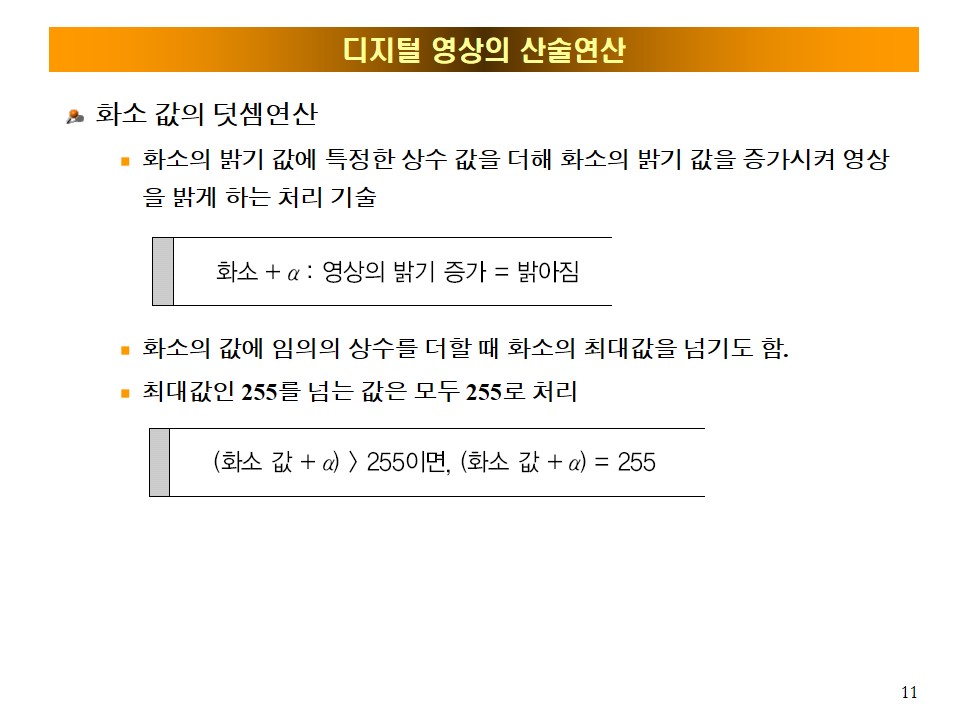 디지털 영상의 산술연산
화소 값의 덧셈연산
화소의 밝기 값에 특정한 상수 값을 더해 화소의 밝기 값을 증가시켜 영상
을 밝게 하는 처리 기술
화소 + α : 영상의 밝기 증가 = 밝아짐
화소의 값에 임의의 상수를 더할 때 화소의 최대값을 넘기도 함.
최대값인 255를 넘는 값은 모두 255로 처리
(화소 값 + α) > 255이면, (화소 값 + α) = 255
11